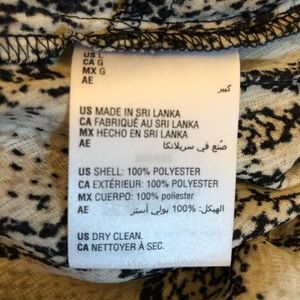 US L
CA G
MX G
AE
كبير
US MADE IN SRI LANKA
CA FABRIQUÉ AU SRI LANKA
MX HECHO EN SRI LANKA
AE صنع في سريلانكا
US SHELL: 100% POLYESTER
CA EXTÉRIEUR: 100% POLYESTER
MX CUERPO: 100% poliester
AE الهيكل: 100% بولي أستر
US DRY CLEAN.
CA NETTOYER À SEC.